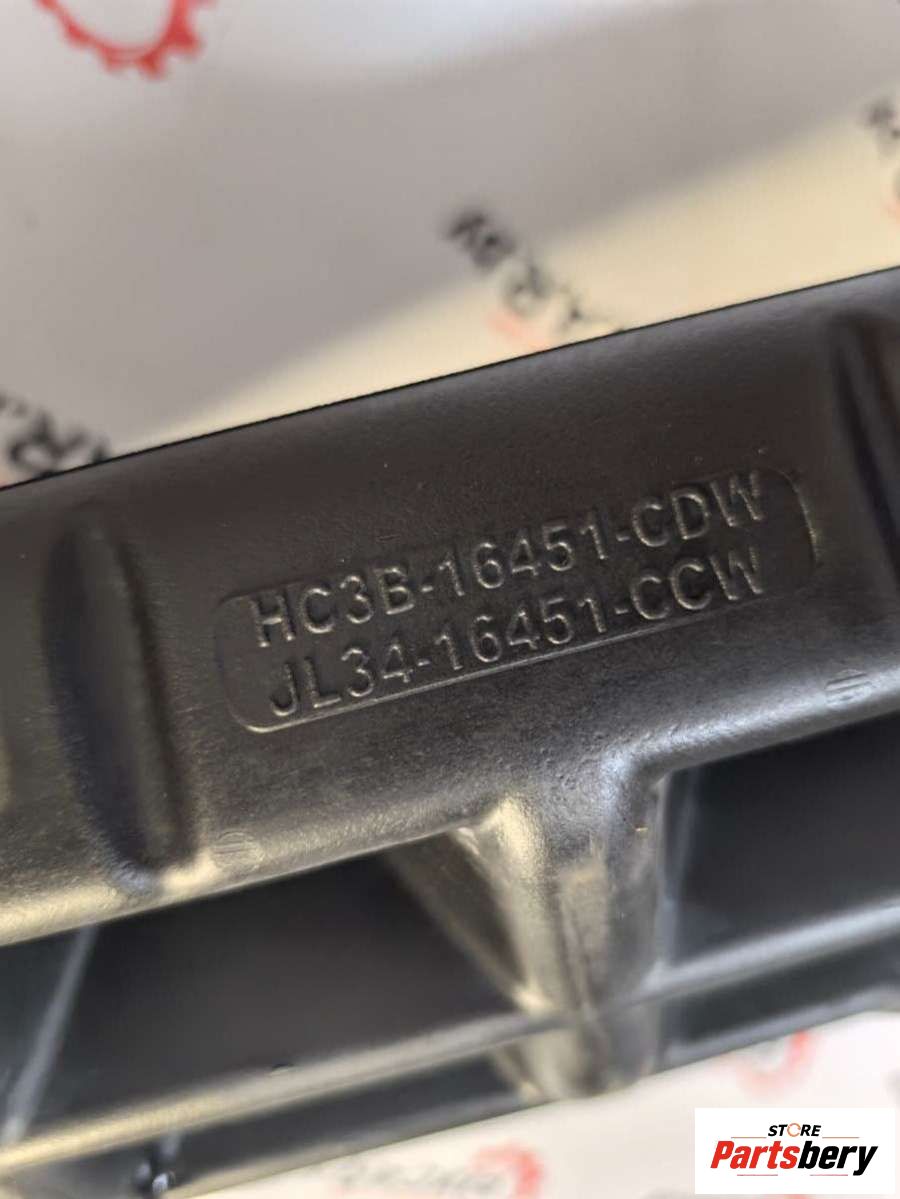 HC3B-16451-CDW
JL34-16451-CCW
STORE
Partsbery